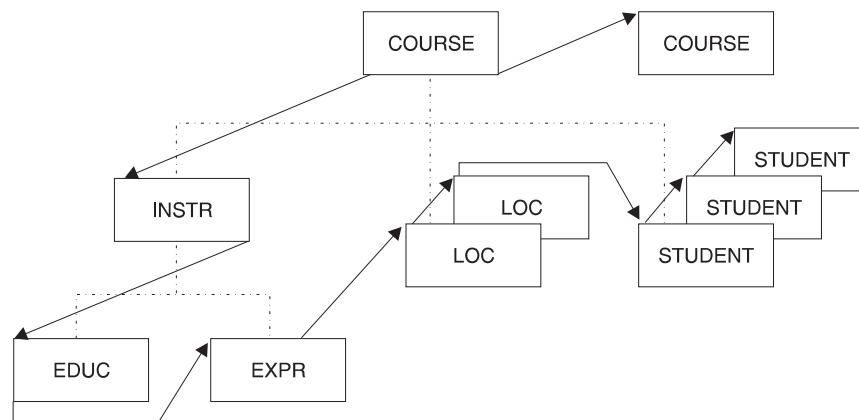 COURSE
COURSE
STUDENT
INSTR
LOC
STUDENT
LOC
STUDENT
EDUC
EXPR